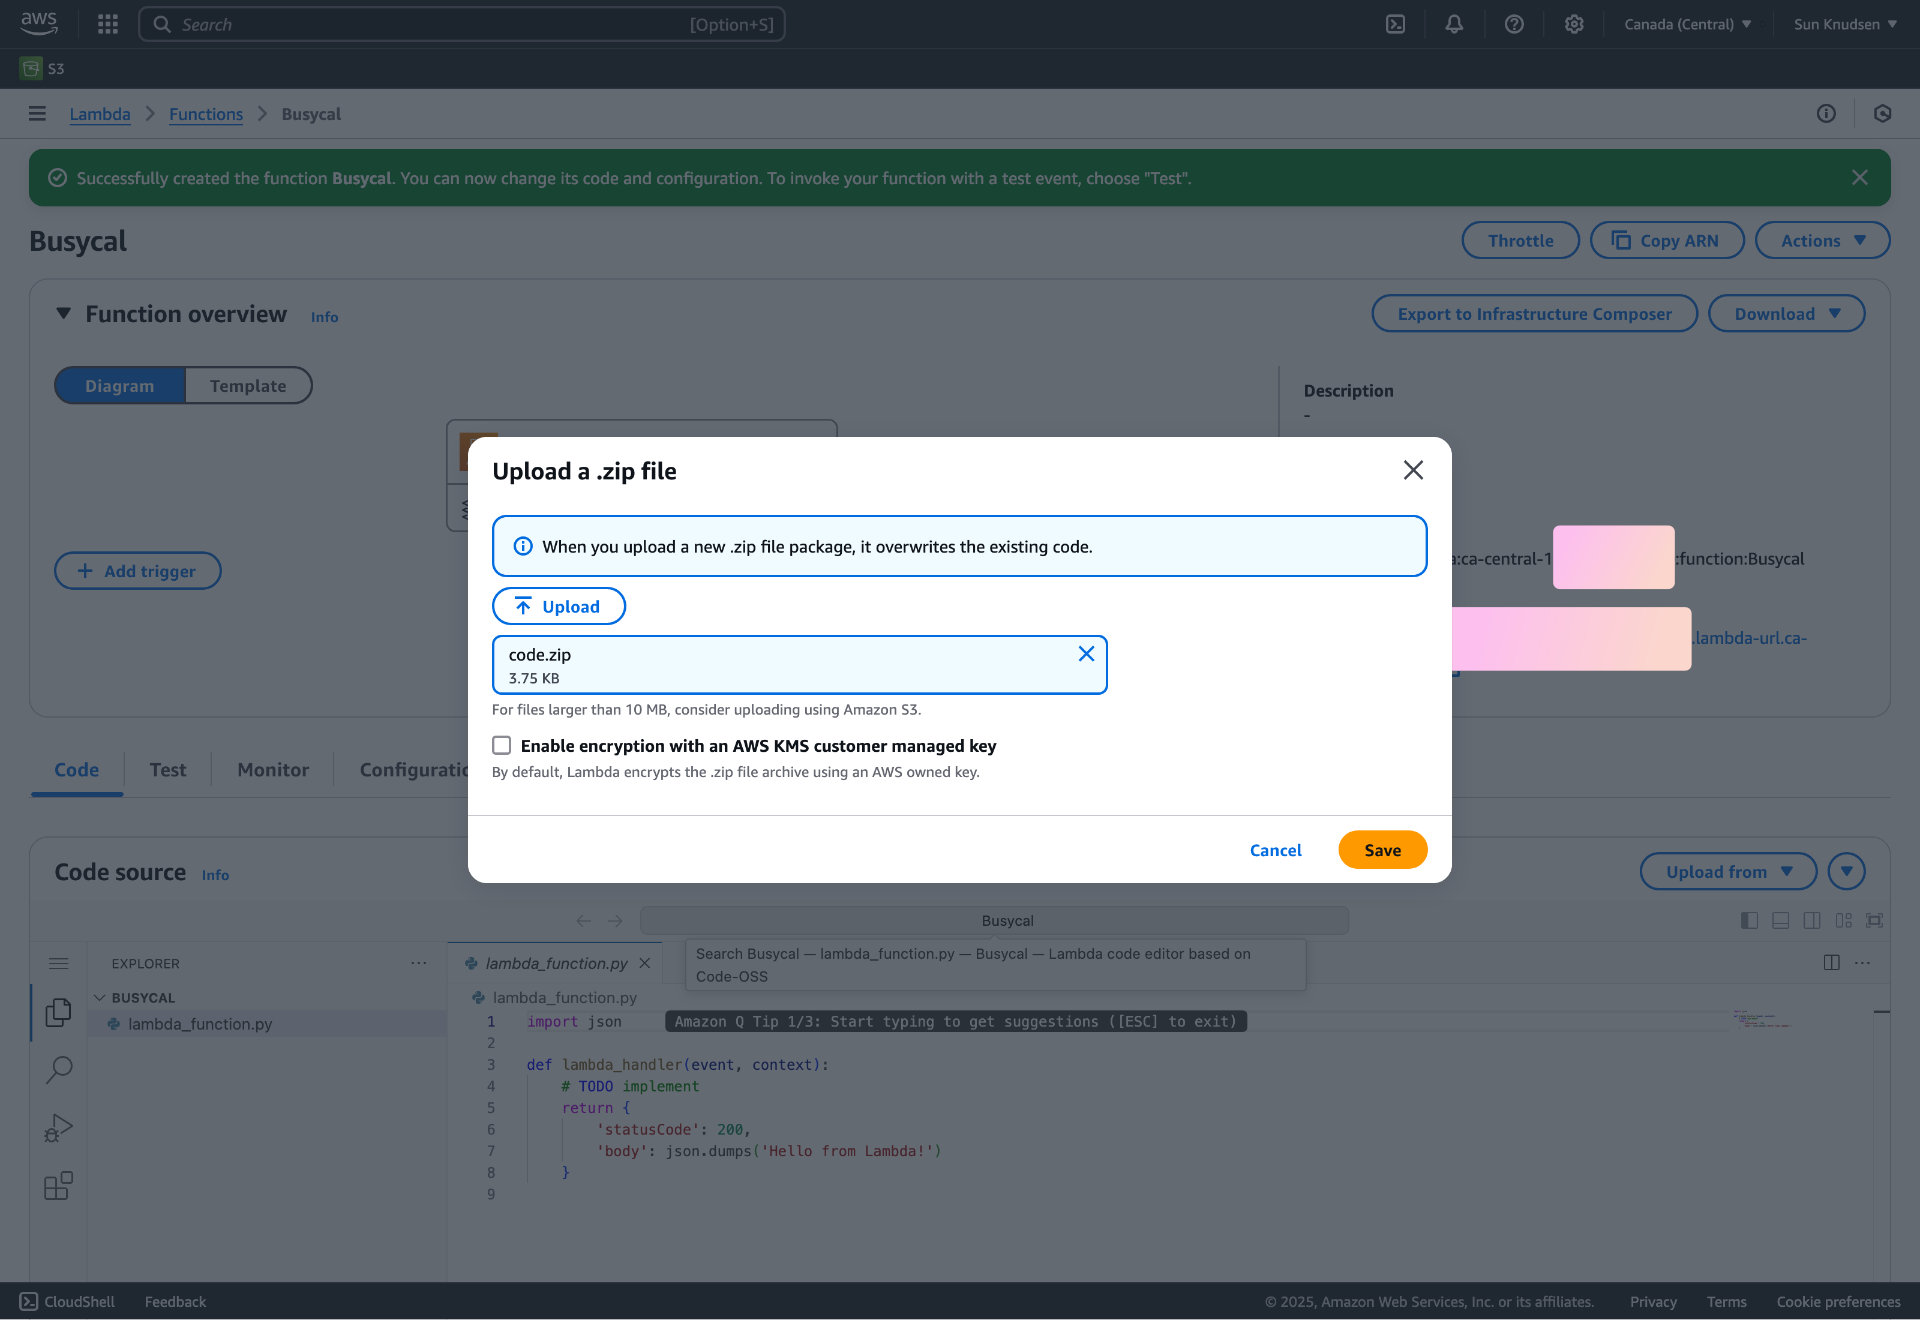 aws
Search [Option+S]
Canada (Central)
Sun Knudsen
S3
Lambda
Functions
Busycal
Successfully created the function Busycal. You can now change its code and configuration. To invoke your function with a test event, choose "Test".
Busycal
Throttle
Copy ARN
Actions
Function overview
Info
Export to Infrastructure Composer
Download
Diagram
Template
Description
-
Add trigger
a:ca-central-1
:function:Busycal
.lambda-url.ca-
Upload a .zip file
When you upload a new .zip file package, it overwrites the existing code.
Upload
code.zip
3.75 KB
For files larger than 10 MB, consider uploading using Amazon S3.
Enable encryption with an AWS KMS customer managed key
By default, Lambda encrypts the .zip file archive using an AWS owned key.
Cancel
Save
Code
Test
Monitor
Configuratic
Code source
Info
Upload from
Busycal
Search Busycal — lambda_function.py — Busycal — Lambda code editor based on
Code-OSS
EXPLORER
BUSYCAL
lambda_function.py
lambda_function.py
lambda_function.py
1 import json Amazon Q Tip 1/3: Start typing to get suggestions ([ESC] to exit)
2
3 def lambda_handler(event, context):
4 # TODO implement
5 return {
6 'statusCode': 200,
7 'body': json.dumps('Hello from Lambda!')
8 }
9
CloudShell
Feedback
© 2025, Amazon Web Services, Inc. or its affiliates.
Privacy
Terms
Cookie preferences